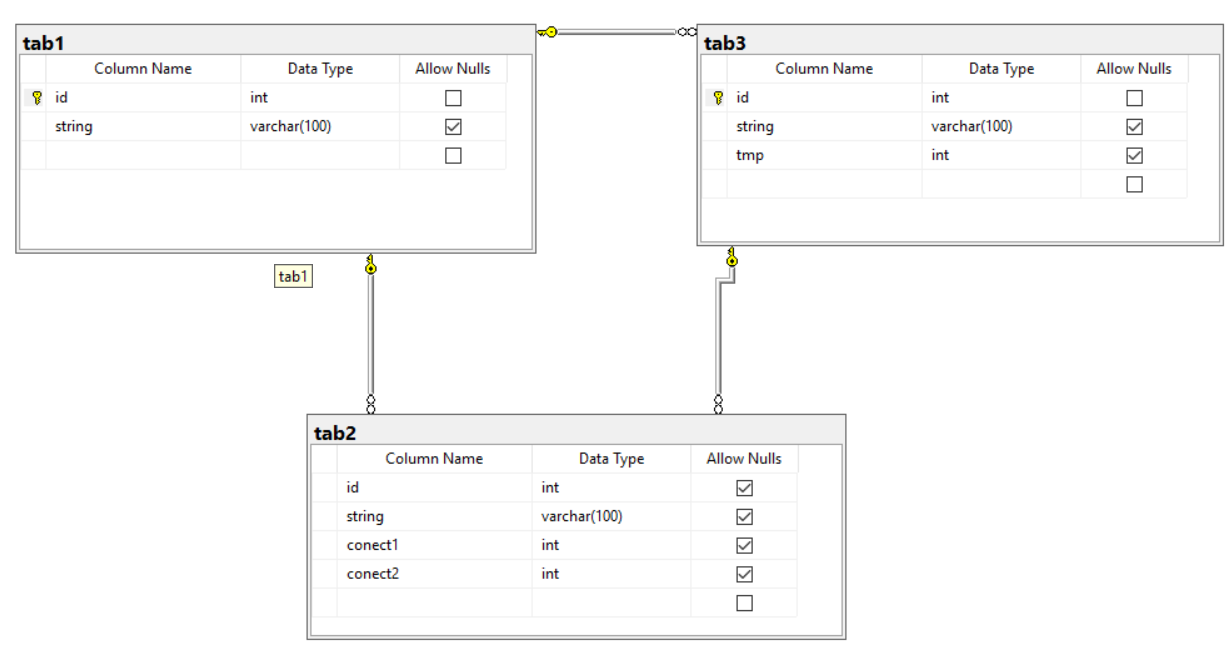 tab1
Column Name Data Type Allow Nulls
id int
string varchar(100)
tab3
Column Name Data Type Allow Nulls
id int
string varchar(100)
tmp int
tab1
tab2
Column Name Data Type Allow Nulls
id int
string varchar(100)
conect1 int
conect2 int